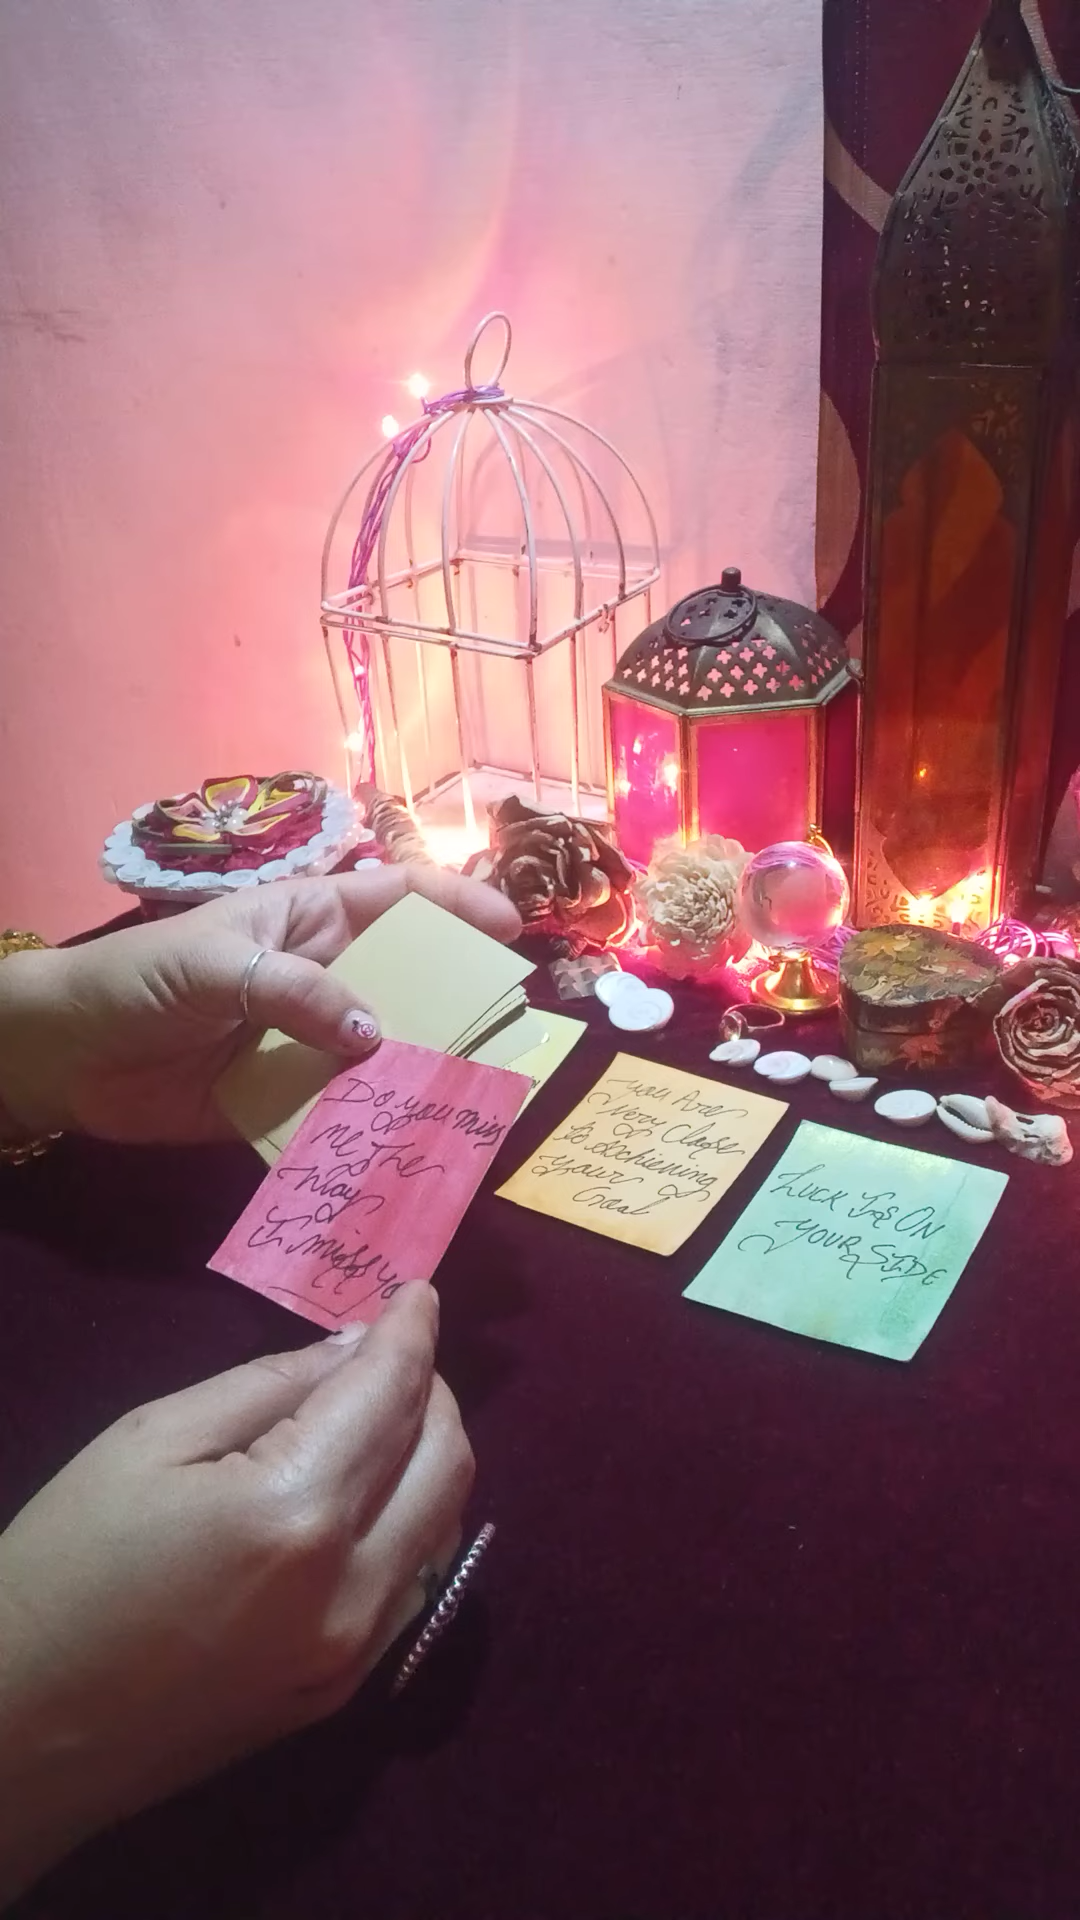 Do you miss
me The
Way
I miss yo
You Are
Very Close
to Achieving
Your
Goal
LUCK IS ON
YOUR SIDE